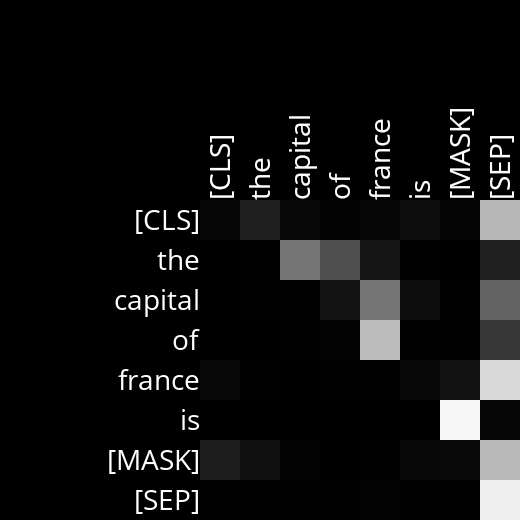 [CLS] the capital of france is [MASK] [SEP]
[CLS]
the
capital
of
france
is
[MASK]
[SEP]